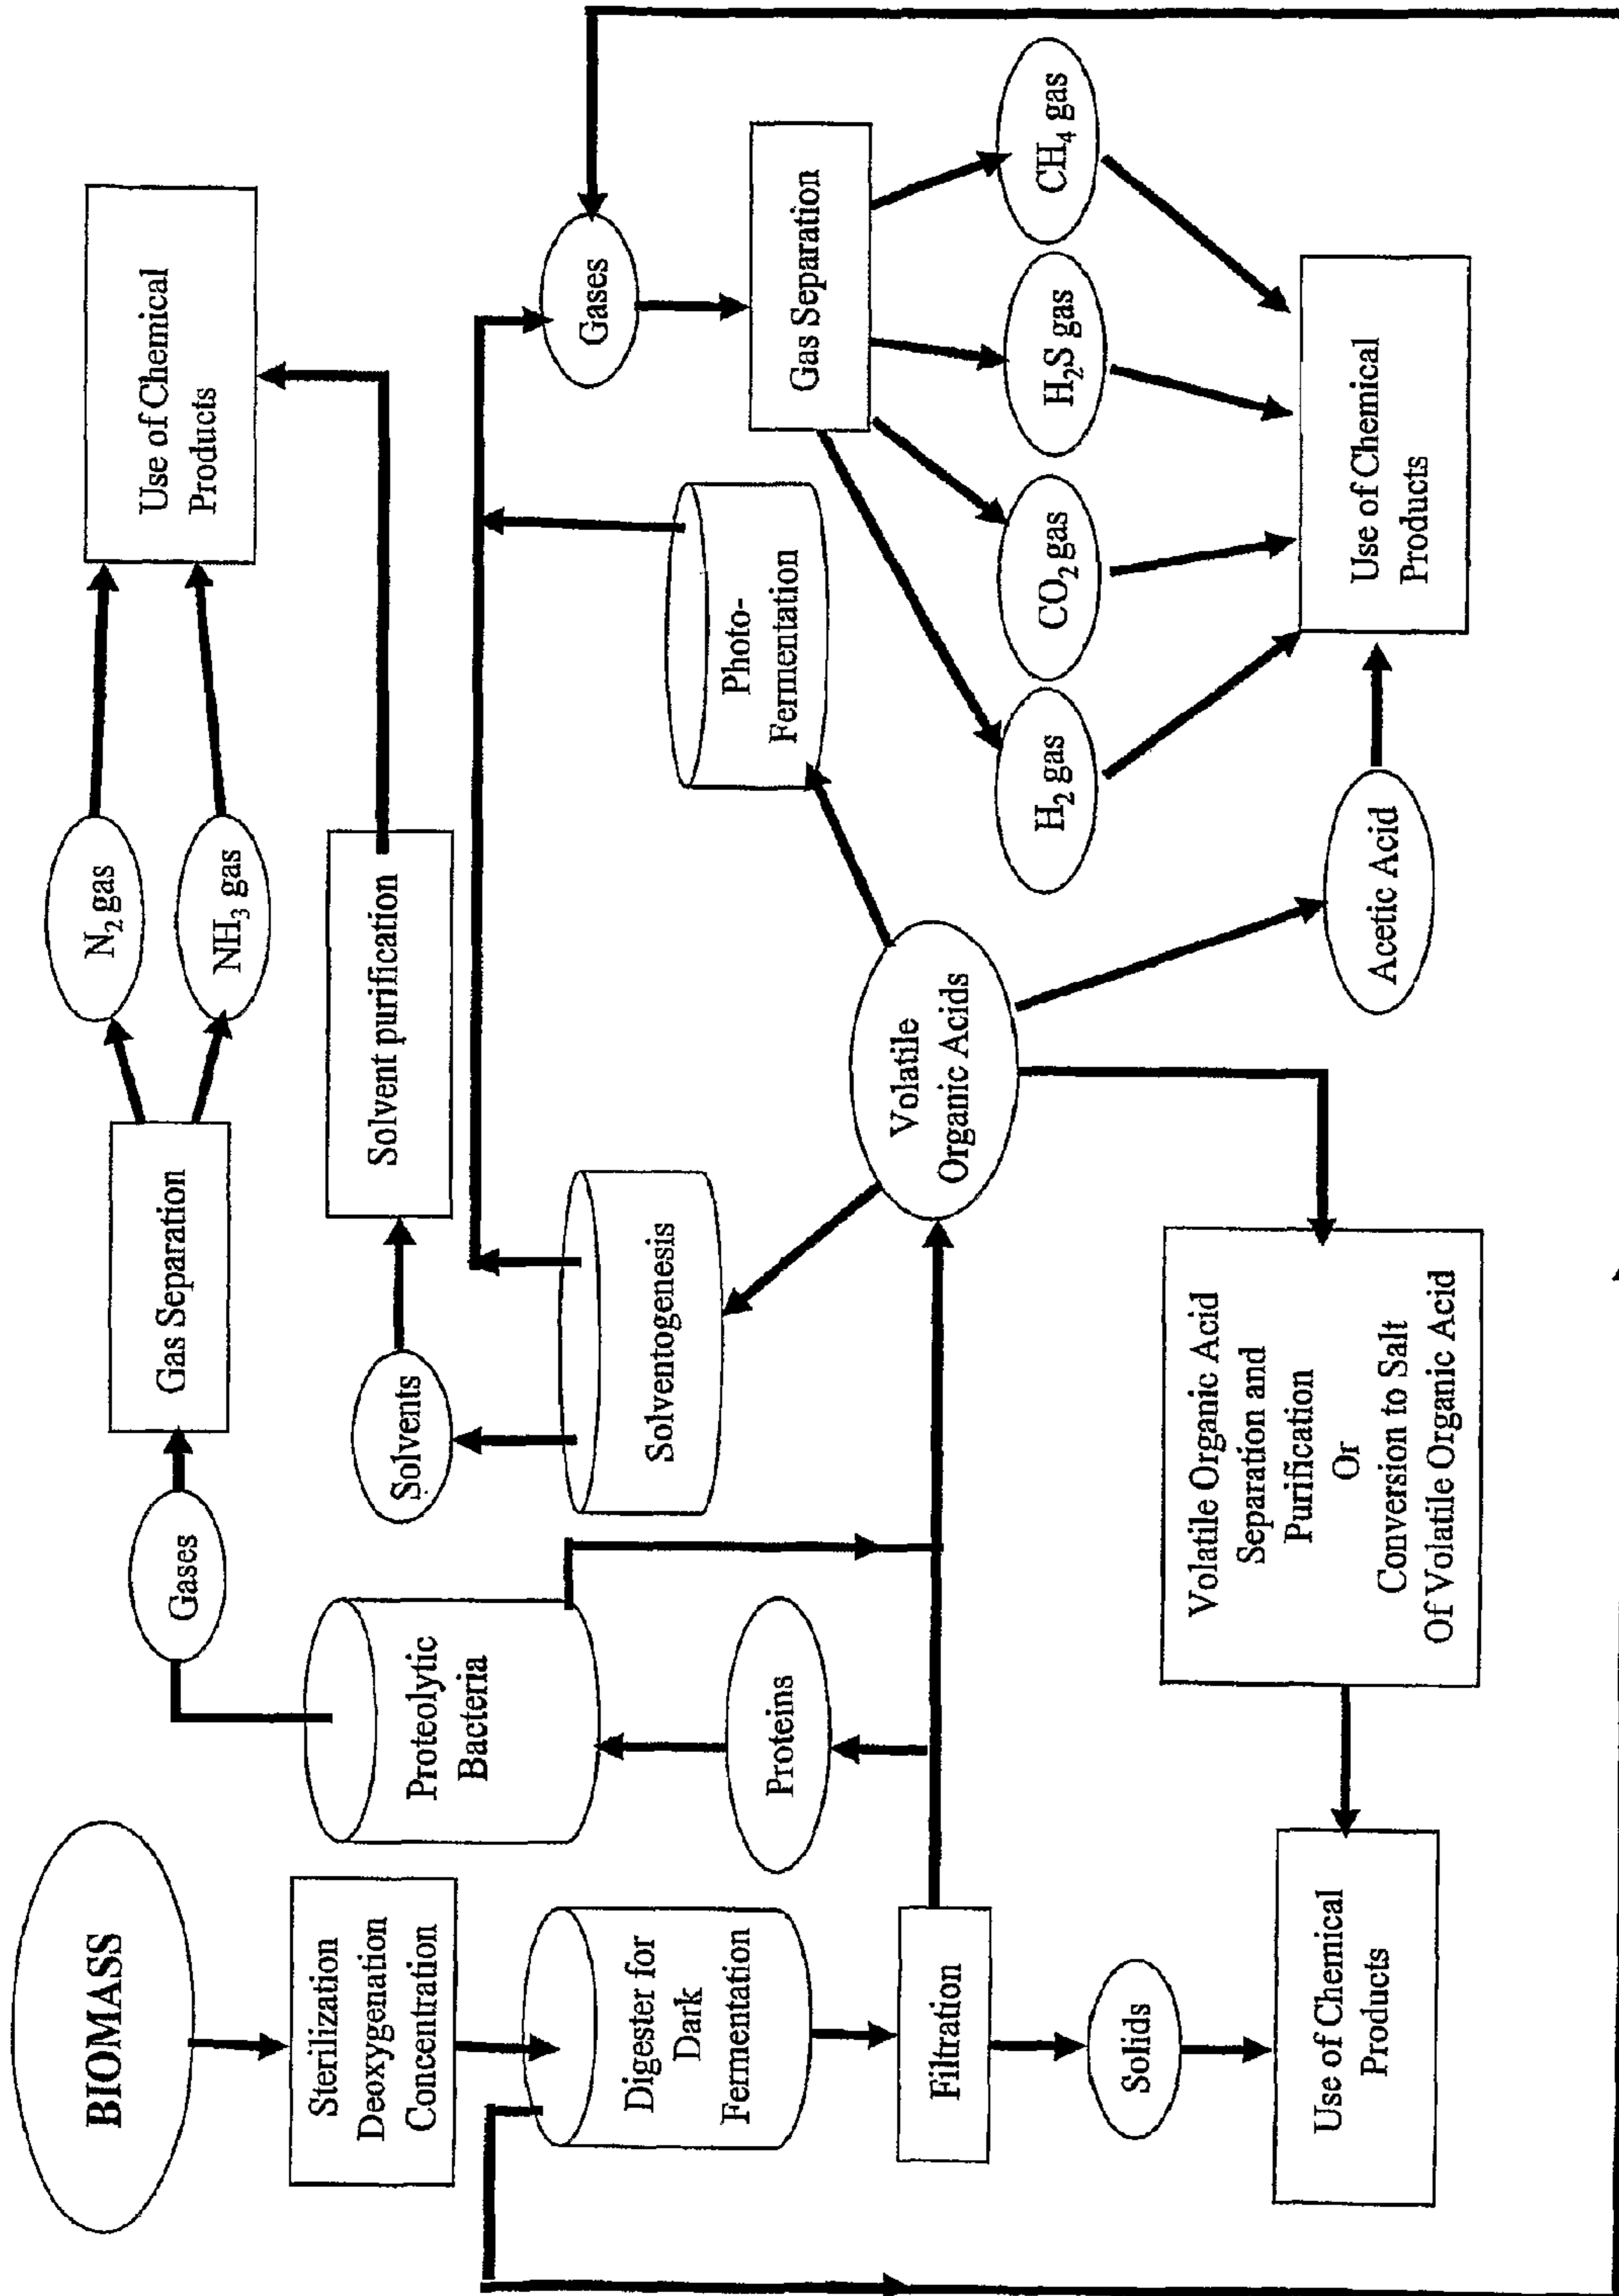 BIOMASS
Sterilization
Deoxygenation
Concentration
Digester for
Dark
Fermentation
Filtration
Solids
Use of Chemical
Products
Proteins
Proteolytic
Bacteria
Gases
Gas Separation
N₂ gas
NH₃ gas
Use of Chemical
Products
Solvents
Solvent purification
Solventogenesis
Volatile
Organic Acids
Volatile Organic Acid
Separation and
Purification
Or
Conversion to Salt
Of Volatile Organic Acid
Photo-
Fermentation
Gases
Gas Separation
H₂ gas
CO₂ gas
H₂S gas
CH₄ gas
Acetic Acid
Use of Chemical
Products